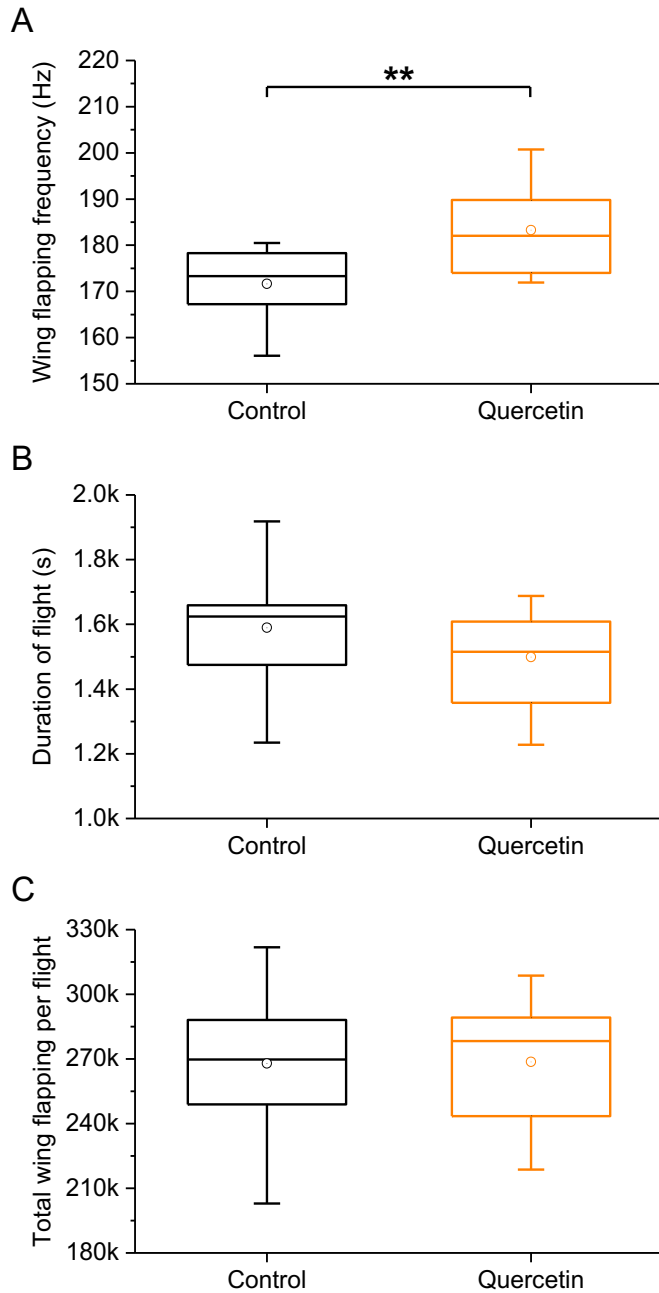 A
Wing flapping frequency (Hz)
220
210
200
190
180
170
160
150
**
Control
Quercetin
B
Duration of flight (s)
2.0k
1.8k
1.6k
1.4k
1.2k
1.0k
Control
Quercetin
C
Total wing flapping per flight
330k
300k
270k
240k
210k
180k
Control
Quercetin